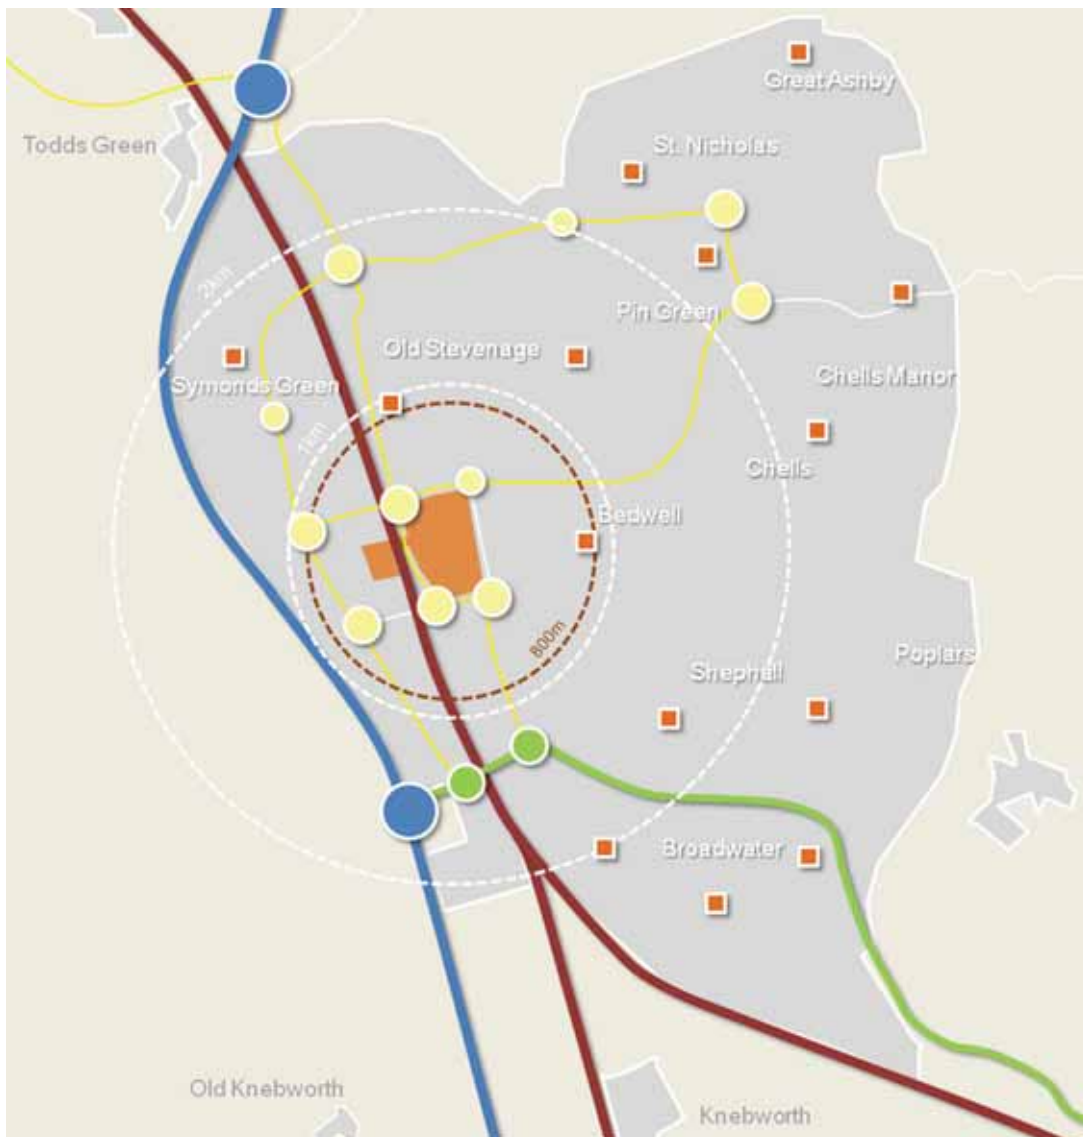 Great Ashby
Todds Green
St. Nicholas
2km
Pin Green
Old Stevenage
Symonds Green
Chells Manor
1km
Chells
Bedwell
800m
Poplars
Shephall
Broadwater
Old Knebworth
Knebworth